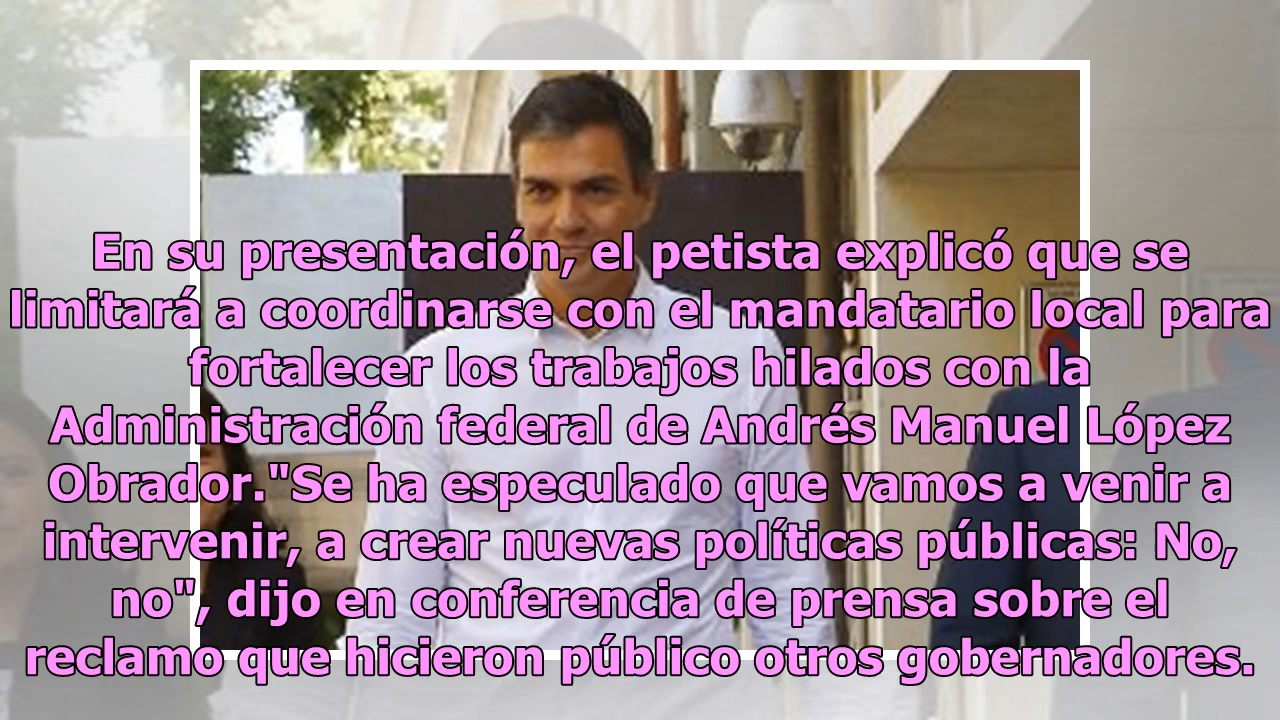 En su presentación, el petista explicó que se
limitará a coordinarse con el mandatario local para
fortalecer los trabajos hilados con la
Administración federal de Andrés Manuel López
Obrador."Se ha especulado que vamos a venir a
intervenir, a crear nuevas políticas públicas: No,
no", dijo en conferencia de prensa sobre el
reclamo que hicieron público otros gobernadores.